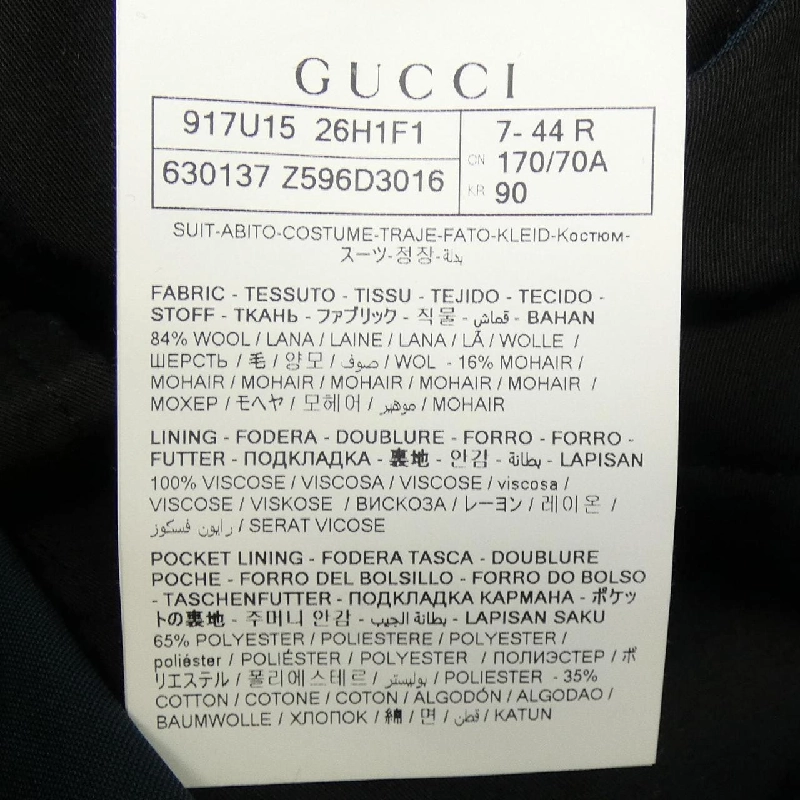 GUCCI
917U15 26H1F1
630137 Z596D3016
7- 44 R
CN 170/70A
KR 90
SUIT-ABITO-COSTUME-TRAJE-FATO-KLEID-Костюм-
スーツ-정장-بدلة
FABRIC - TESSUTO - TISSU - TEJIDO - TECIDO -
STOFF - ТКАНЬ - ファブリック - 직물 - قماش - BAHAN
84% WOOL / LANA / LAINE / LANA / LÃ / WOLLE /
ШЕРСТЬ / 毛 / 양모 / صوف / WOL - 16% MOHAIR /
MOHAIR / MOHAIR / MOHAIR / MOHAIR / MOHAIR /
МОХЕР / モヘヤ / 모헤어 / موهير / MOHAIR
LINING - FODERA - DOUBLURE - FORRO - FORRO -
FUTTER - ПОДКЛАДКА - 裏地 - 안감 - بطانة - LAPISAN
100% VISCOSE / VISCOSA / VISCOSE / viscosa /
VISCOSE / VISKOSE / ВИСКОЗА / レーヨン / 레이온 /
رايون فسكوز / SERAT VICOSE
POCKET LINING - FODERA TASCA - DOUBLURE
POCHE - FORRO DEL BOLSILLO - FORRO DO BOLSO
- TASCHENFUTTER - ПОДКЛАДКА КАРМАНА - ポケッ
トの裏地 - 주머니 안감 - بطانة الجيب - LAPISAN SAKU
65% POLYESTER / POLIESTERE / POLYESTER /
poliéster / POLIÉSTER / POLYESTER / ПОЛИЭСТЕР / ポ
リエステル / 폴리에스테르 / بوليستر / POLIESTER - 35%
COTTON / COTONE / COTON / ALGODÓN / ALGODAO /
BAUMWOLLE / ХЛОПОК / 綿 / 면 / قطن / KATUN